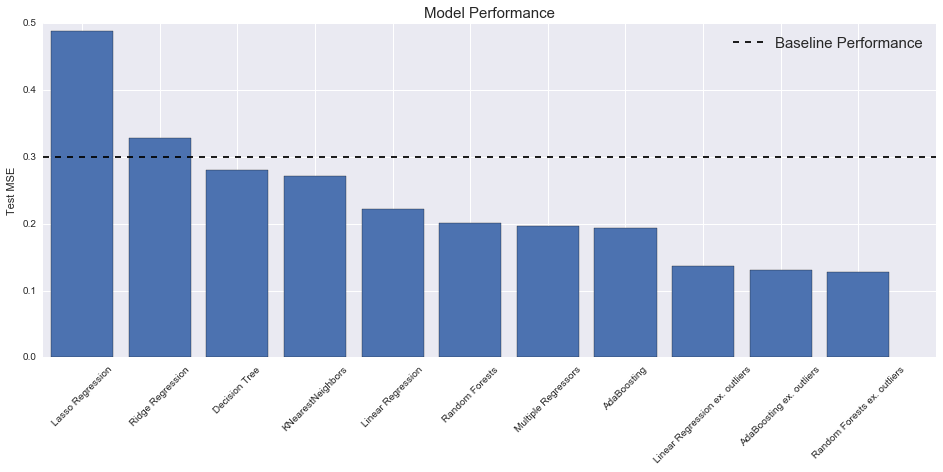 Model Performance
Baseline Performance
Test MSE
0.5
0.4
0.3
0.2
0.1
0.0
Lasso Regression
Ridge Regression
Decision Tree
KNearestNeighbors
Linear Regression
Random Forests
Multiple Regressors
AdaBoosting
Linear Regression ex. outliers
AdaBoosting ex. outliers
Random Forests ex. outliers